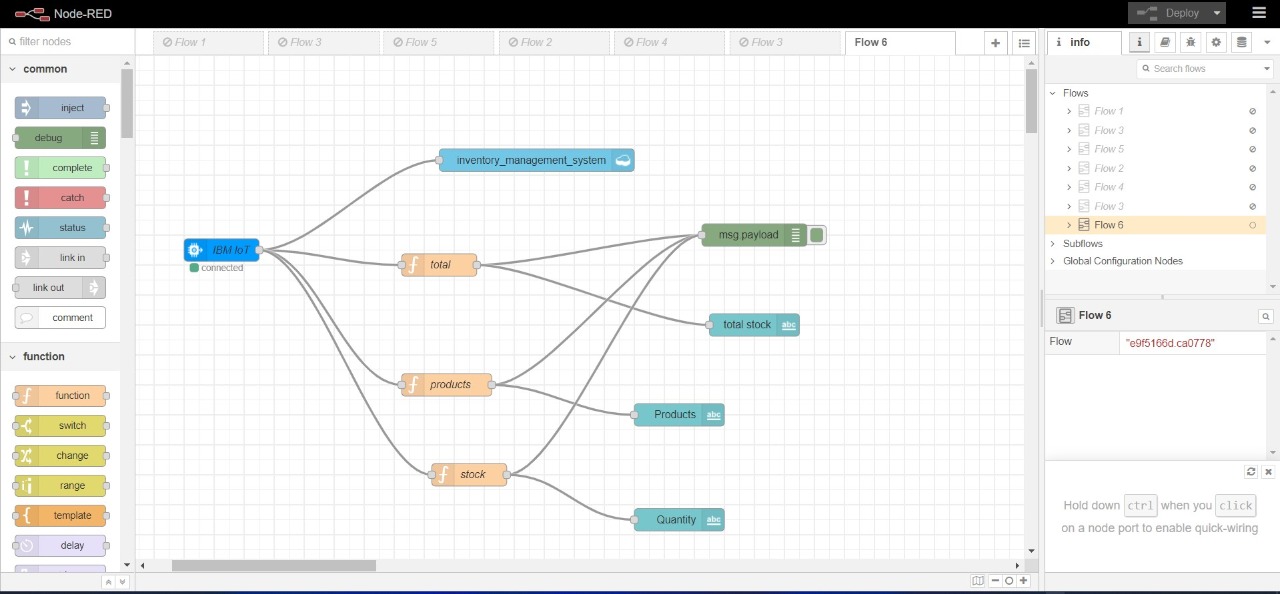 Node-RED
Deploy
filter nodes
Flow 1
Flow 3
Flow 5
Flow 2
Flow 4
Flow 3
Flow 6
info
Search flows
common
inject
debug
complete
catch
status
link in
link out
comment
function
function
switch
change
range
template
delay
inventory_management_system
IBM IoT
connected
total
msg payload
total stock
abc
products
Products
abc
stock
Quantity
abc
Flows
Flow 1
Flow 3
Flow 5
Flow 2
Flow 4
Flow 3
Flow 6
Subflows
Global Configuration Nodes
Flow 6
Flow "e9f5166d.ca0778"
Hold down ctrl when you click
on a node port to enable quick-wiring